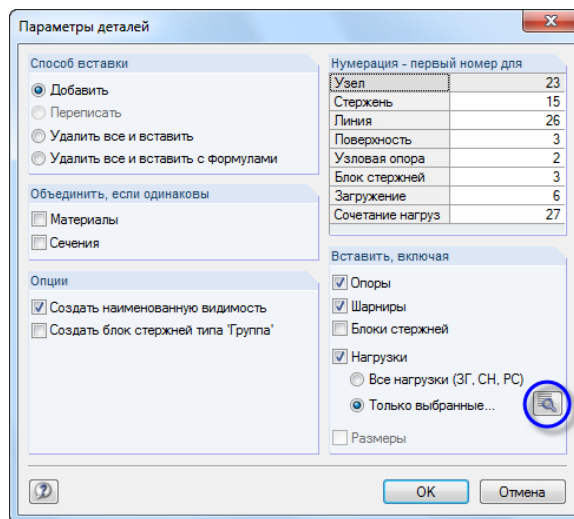 Параметры деталей
Способ вставки
Добавить
Переписать
Удалить все и вставить
Удалить все и вставить с формулами
Объединить, если одинаковы
Материалы
Сечения
Опции
Создать наименованную видимость
Создать блок стержней типа 'Группа'
Нумерация - первый номер для
Узел 23
Стержень 15
Линия 26
Поверхность 3
Узловая опора 2
Блок стержней 3
Загружение 6
Сочетание нагруз 27
Вставить, включая
Опоры
Шарниры
Блоки стержней
Нагрузки
Все нагрузки (ЗГ, СН, РС)
Только выбранные...
Размеры
OK
Отмена